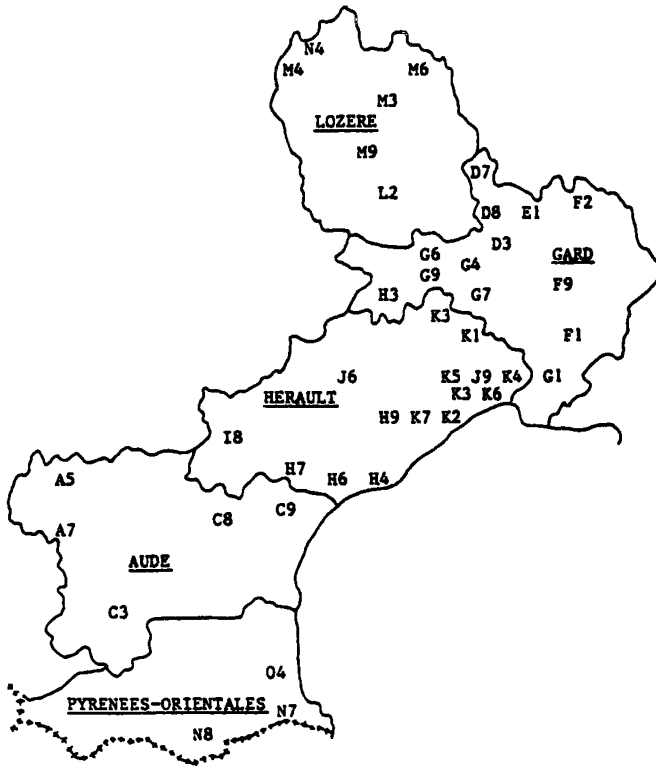 N4
M4 M6
M3
LOZERE
M9
D7
L2
D8 E1 F2
D3
G6 G4 GARD
G9 F9
H3 G7
K3
K1 F1
J6 K5 J9 K4 G1
HERAULT K3 K6
H9 K7 K2
I8
H7
A5 H6 H4
C8 C9
A7
AUDE
C3
O4
PYRENEES-ORIENTALES
N7
N8